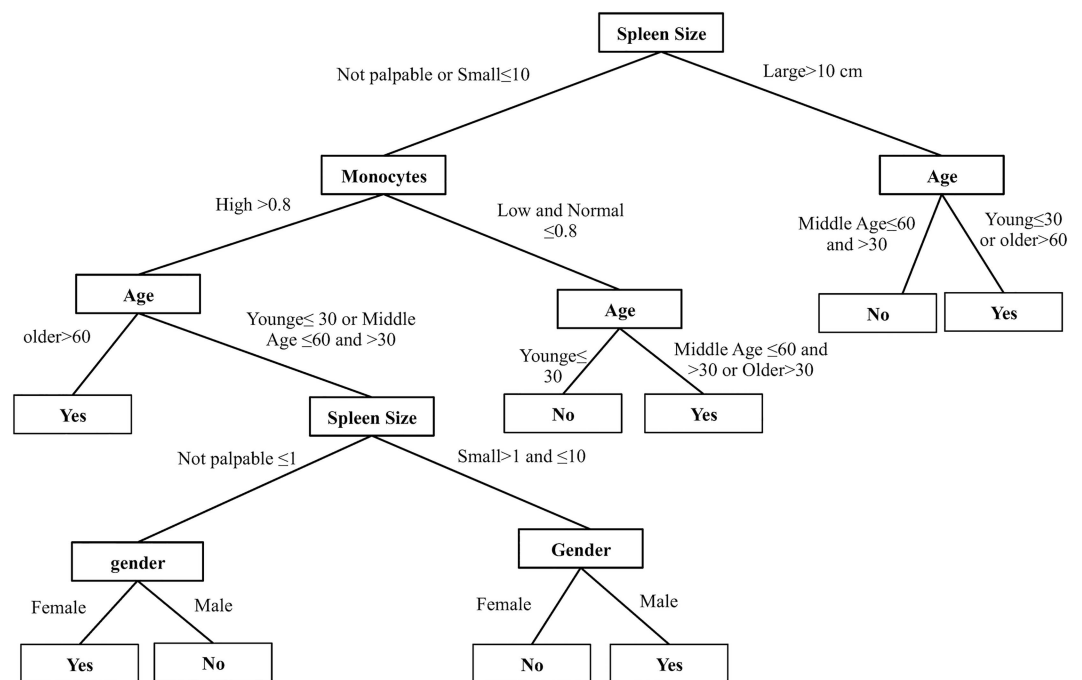 Spleen Size
Not palpable or Small≤10
Large>10 cm
Monocytes
Age
High >0.8
Low and Normal
≤0.8
Middle Age≤60
and >30
Young≤30
or older>60
Age
Age
No
Yes
older>60
Younge≤ 30 or Middle
Age ≤60 and >30
Younge≤
30
Middle Age ≤60 and
>30 or Older>30
Yes
Spleen Size
No
Yes
Not palpable ≤1
Small>1 and ≤10
gender
Gender
Female
Male
Female
Male
Yes
No
No
Yes